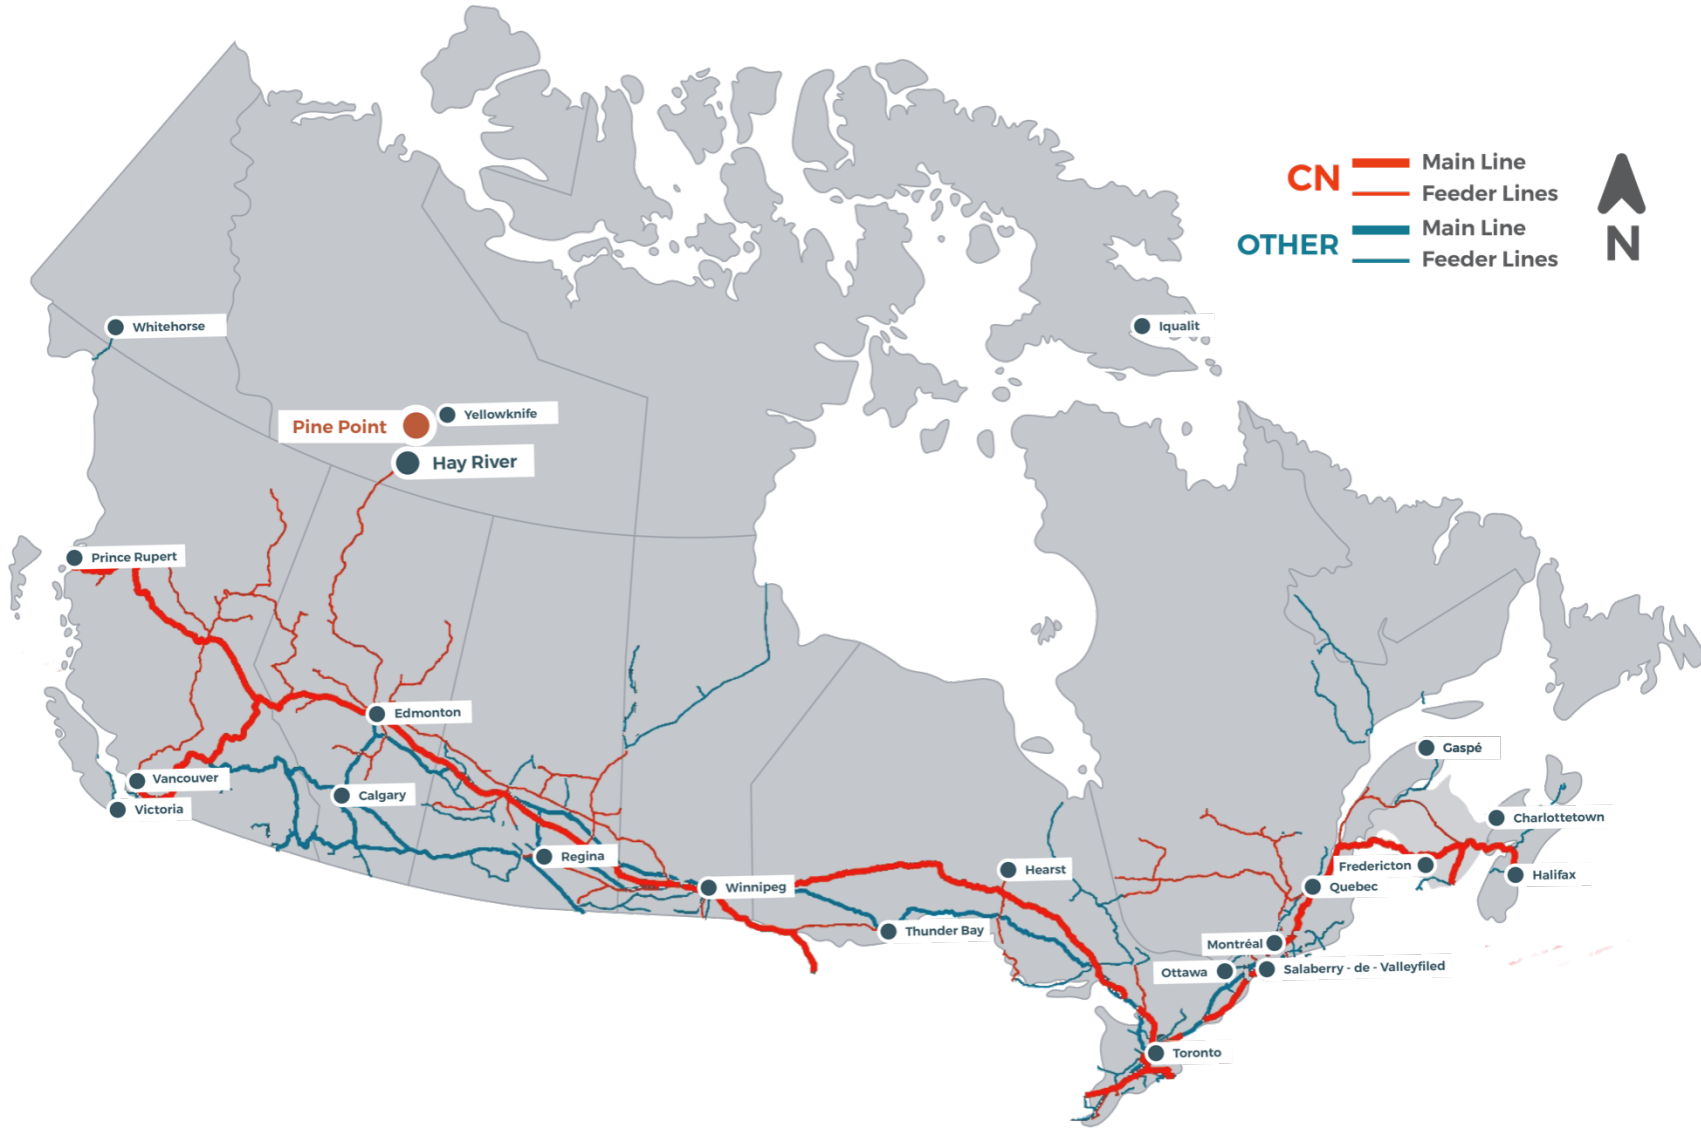 CN
Main Line
Feeder Lines
OTHER
Main Line
Feeder Lines
N
Whitehorse
Iqualit
Pine Point
Yellowknife
Hay River
Prince Rupert
Edmonton
Vancouver
Calgary
Victoria
Gaspé
Charlottetown
Regina
Hearst
Fredericton
Halifax
Winnipeg
Quebec
Thunder Bay
Montréal
Ottawa
Salaberry - de - Valleyfiled
Toronto